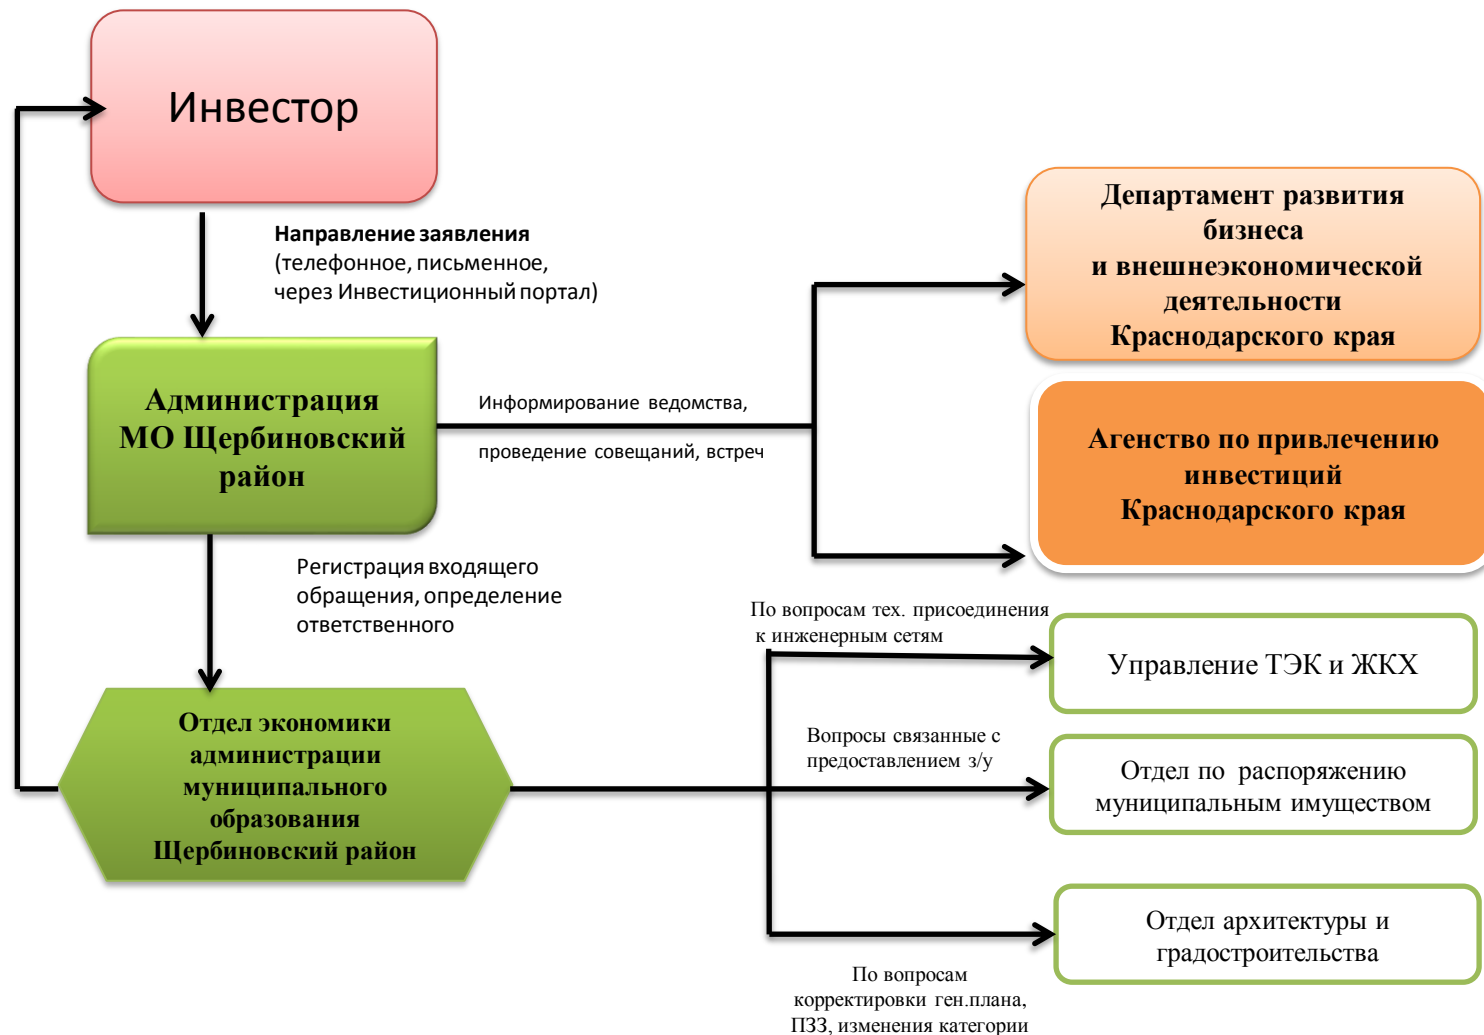 Инвестор
Направление заявления
(телефонное, письменное,
через Инвестиционный портал)
Департамент развития
бизнеса
и внешнеэкономической
деятельности
Краснодарского края
Администрация
МО Щербиновский
район
Информирование ведомства,
проведение совещаний, встреч
Агенство по привлечению
инвестиций
Краснодарского края
Регистрация входящего
обращения, определение
ответственного
По вопросам тех. присоединения
к инженерным сетям
Управление ТЭК и ЖКХ
Отдел экономики
администрации
муниципального
образования
Щербиновский район
Вопросы связанные с
предоставлением з/у
Отдел по распоряжению
муниципальным имуществом
Отдел архитектуры и
градостроительства
По вопросам
корректировки ген.плана,
ПЗЗ, изменения категории